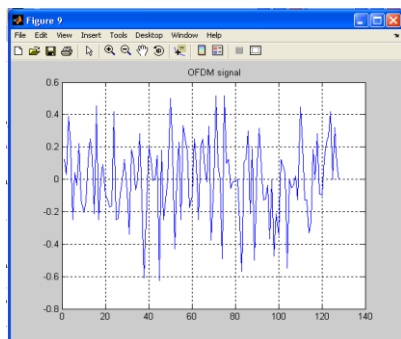 Figure 9
File Edit View Insert Tools Desktop Window Help
OFDM signal
0.6
0.4
0.2
0
-0.2
-0.4
-0.6
-0.8
0 20 40 60 80 100 120 140